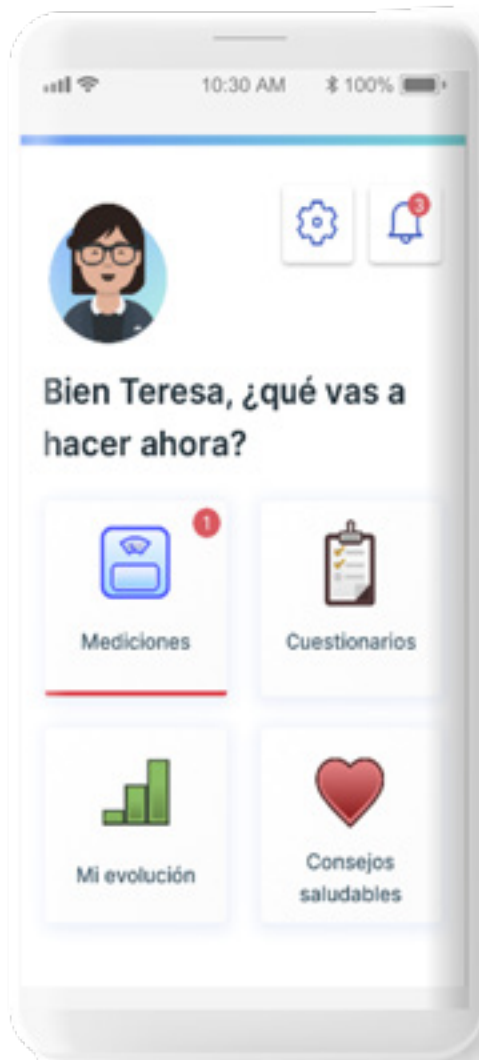 10:30 AM
100%
3
Bien Teresa, ¿qué vas a
hacer ahora?
1
Mediciones
Cuestionarios
Mi evolución
Consejos
saludables